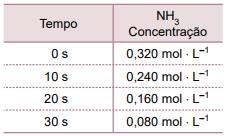 Tempo NH₃ Concentração
0 s 0,320 mol · L⁻¹
10 s 0,240 mol · L⁻¹
20 s 0,160 mol · L⁻¹
30 s 0,080 mol · L⁻¹